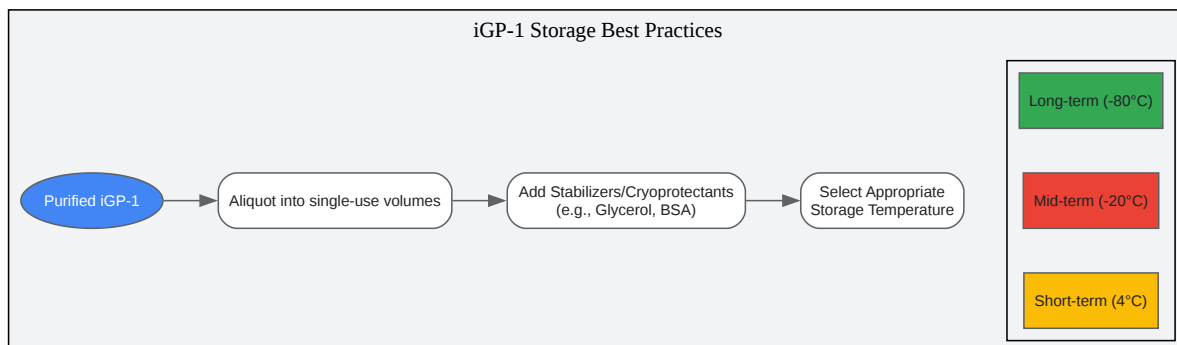 iGP-1 Storage Best Practices
Purified iGP-1
Aliquot into single-use volumes
Add Stabilizers/Cryoprotectants
(e.g., Glycerol, BSA)
Select Appropriate
Storage Temperature
Long-term (-80°C)
Mid-term (-20°C)
Short-term (4°C)